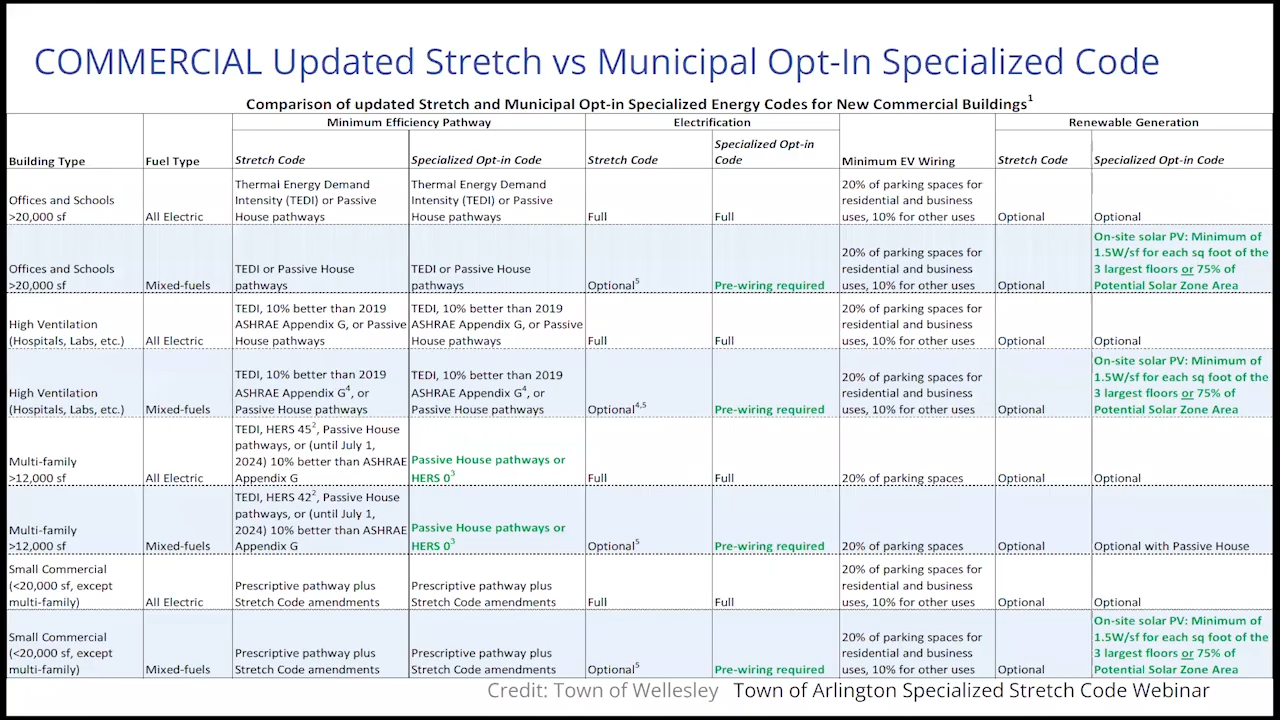 COMMERCIAL Updated Stretch vs Municipal Opt-In Specialized Code
Comparison of updated Stretch and Municipal Opt-in Specialized Energy Codes for New Commercial Buildings1
Minimum Efficiency Pathway
Electrification
Renewable Generation
Building Type
Fuel Type
Stretch Code
Specialized Opt-in Code
Stretch Code
Specialized Opt-in
Code
Minimum EV Wiring
Stretch Code
Specialized Opt-in Code
Offices and Schools
>20,000 sf
All Electric
Thermal Energy Demand
Intensity (TEDI) or Passive
House pathways
Thermal Energy Demand
Intensity (TEDI) or Passive
House pathways
Full
Full
20% of parking spaces for
residential and business
uses, 10% for other uses
Optional
Optional
Offices and Schools
>20,000 sf
Mixed-fuels
TEDI or Passive House
pathways
TEDI or Passive House
pathways
Optional5
Pre-wiring required
20% of parking spaces for
residential and business
uses, 10% for other uses
Optional
On-site solar PV: Minimum of
1.5W/sf for each sq foot of the
3 largest floors or 75% of
Potential Solar Zone Area
High Ventilation
(Hospitals, Labs, etc.)
All Electric
TEDI, 10% better than 2019
ASHRAE Appendix G, or Passive
House pathways
TEDI, 10% better than 2019
ASHRAE Appendix G, or Passive
House pathways
Full
Full
20% of parking spaces for
residential and business
uses, 10% for other uses
Optional
Optional
High Ventilation
(Hospitals, Labs, etc.)
Mixed-fuels
TEDI, 10% better than 2019
ASHRAE Appendix G4, or
Passive House pathways
TEDI, 10% better than 2019
ASHRAE Appendix G4, or
Passive House pathways
Optional4,5
Pre-wiring required
20% of parking spaces for
residential and business
uses, 10% for other uses
Optional
On-site solar PV: Minimum of
1.5W/sf for each sq foot of the
3 largest floors or 75% of
Potential Solar Zone Area
Multi-family
>12,000 sf
All Electric
TEDI, HERS 452, Passive House
pathways, or (until July 1,
2024) 10% better than ASHRAE
Appendix G
Passive House pathways or
HERS 03
Full
Full
20% of parking spaces
Optional
Optional
Multi-family
>12,000 sf
Mixed-fuels
TEDI, HERS 422, Passive House
pathways, or (until July 1,
2024) 10% better than ASHRAE
Appendix G
Passive House pathways or
HERS 03
Optional5
Pre-wiring required
20% of parking spaces
Optional
Optional with Passive House
Small Commercial
(<20,000 sf, except
multi-family)
All Electric
Prescriptive pathway plus
Stretch Code amendments
Prescriptive pathway plus
Stretch Code amendments
Full
Full
20% of parking spaces for
residential and business
uses, 10% for other uses
Optional
Optional
Small Commercial
(<20,000 sf, except
multi-family)
Mixed-fuels
Prescriptive pathway plus
Stretch Code amendments
Prescriptive pathway plus
Stretch Code amendments
Optional5
Pre-wiring required
20% of parking spaces for
residential and business
uses, 10% for other uses
Optional
On-site solar PV: Minimum of
1.5W/sf for each sq foot of the
3 largest floors or 75% of
Potential Solar Zone Area
Credit: Town of Wellesley Town of Arlington Specialized Stretch Code Webinar